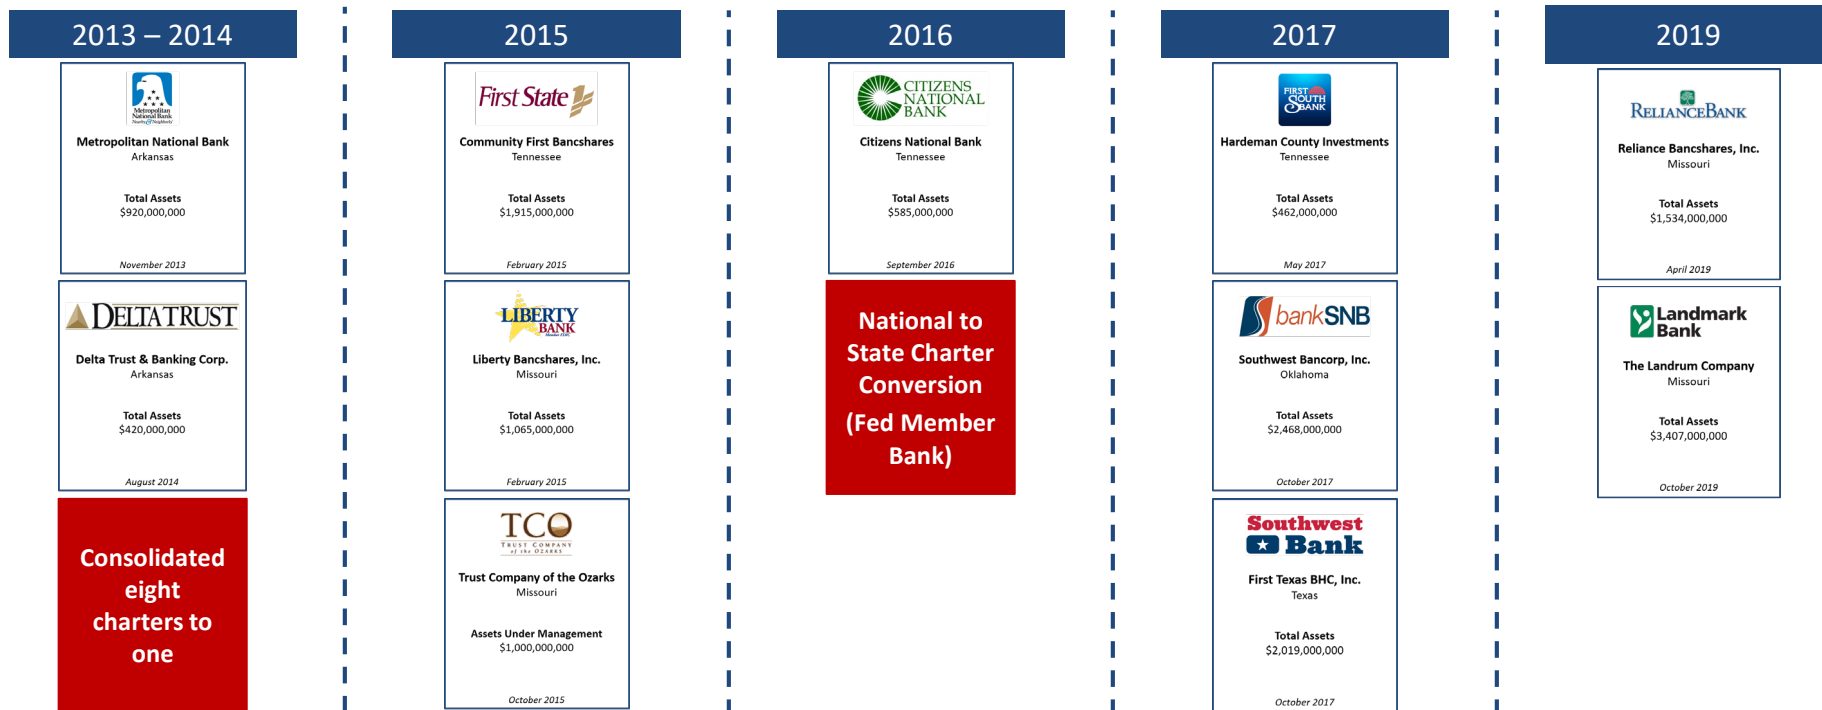 2013 – 2014
Metropolitan
National Bank
Nearby & Neighborly
Metropolitan National Bank
Arkansas
Total Assets
$920,000,000
November 2013
DELTA TRUST
Delta Trust & Banking Corp.
Arkansas
Total Assets
$420,000,000
August 2014
Consolidated
eight
charters to
one
2015
First State
Community First Bancshares
Tennessee
Total Assets
$1,915,000,000
February 2015
LIBERTY
BANK
Member FDIC
Liberty Bancshares, Inc.
Missouri
Total Assets
$1,065,000,000
February 2015
TCO
TRUST COMPANY
of the OZARKS
Trust Company of the Ozarks
Missouri
Assets Under Management
$1,000,000,000
October 2015
2016
CITIZENS
NATIONAL
BANK
Citizens National Bank
Tennessee
Total Assets
$585,000,000
September 2016
National to
State Charter
Conversion
(Fed Member
Bank)
2017
FIRST
SOUTH
BANK
Hardeman County Investments
Tennessee
Total Assets
$462,000,000
May 2017
bankSNB
Southwest Bancorp, Inc.
Oklahoma
Total Assets
$2,468,000,000
October 2017
Southwest
Bank
First Texas BHC, Inc.
Texas
Total Assets
$2,019,000,000
October 2017
2019
RELIANCEBANK
Reliance Bancshares, Inc.
Missouri
Total Assets
$1,534,000,000
April 2019
Landmark
Bank
The Landrum Company
Missouri
Total Assets
$3,407,000,000
October 2019